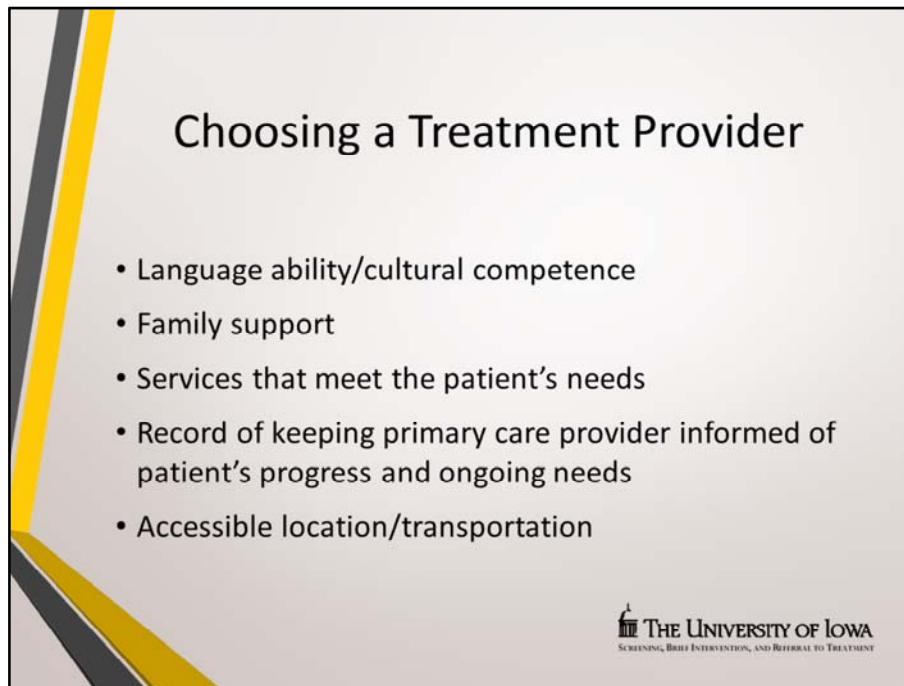 Choosing a Treatment Provider
• Language ability/cultural competence
• Family support
• Services that meet the patient's needs
• Record of keeping primary care provider informed of
patient's progress and ongoing needs
• Accessible location/transportation
THE UNIVERSITY OF IOWA
SCREENING, BRIEF INTERVENTION, AND REFERRAL TO TREATMENT